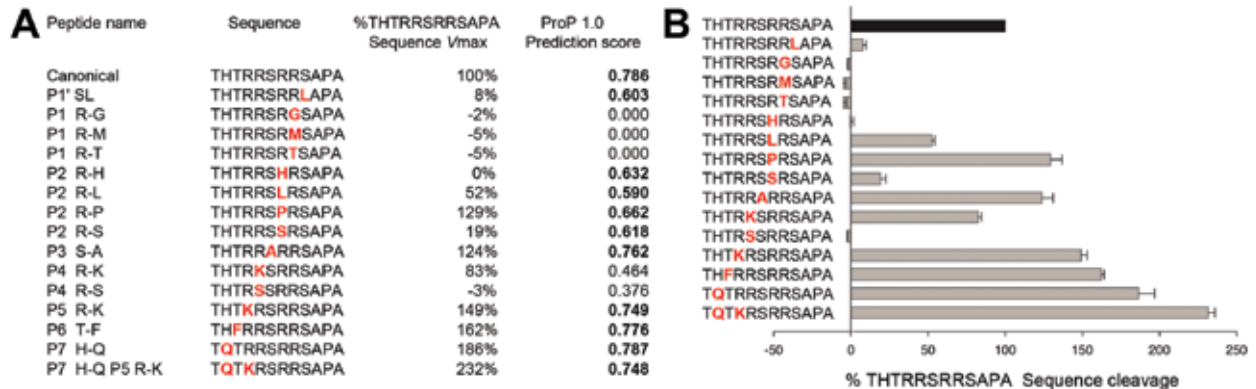 A
Peptide name Sequence %THTRRSRRSAPA ProP 1.0
Sequence Vmax Prediction score
Canonical THTRRSRRSAPA 100% 0.786
P1' SL THTRRSRRLAPA 8% 0.603
P1 R-G THTRRSRGSAPA -2% 0.000
P1 R-M THTRRSRMSAPA -5% 0.000
P1 R-T THTRRSRTSAPA -5% 0.000
P2 R-H THTRRSHRSAPA 0% 0.632
P2 R-L THTRRSLRSAPA 52% 0.590
P2 R-P THTRRSPRSAPA 129% 0.662
P2 R-S THTRRSSRSAPA 19% 0.618
P3 S-A THTRRARRSAPA 124% 0.762
P4 R-K THTRKSRRSAPA 83% 0.464
P4 R-S THTRSSRRSAPA -3% 0.376
P5 R-K THTKRSRRSAPA 149% 0.749
P6 T-F THFRRSRRSAPA 162% 0.776
P7 H-Q TQTRRSRRSAPA 186% 0.787
P7 H-Q P5 R-K TQTKRSRRSAPA 232% 0.748
B
THTRRSRRSAPA
THTRRSRRLAPA
THTRRSRGSAPA
THTRRSRMSAPA
THTRRSRTSAPA
THTRRSHRSAPA
THTRRSLRSAPA
THTRRSPRSAPA
THTRRSSRSAPA
THTRRARRSAPA
THTRKSRRSAPA
THTRSSRRSAPA
THTKRSRRSAPA
THFRRSRRSAPA
TQTRRSRRSAPA
TQTKRSRRSAPA
-50 0 50 100 150 200 250
% THTRRSRRSAPA Sequence cleavage